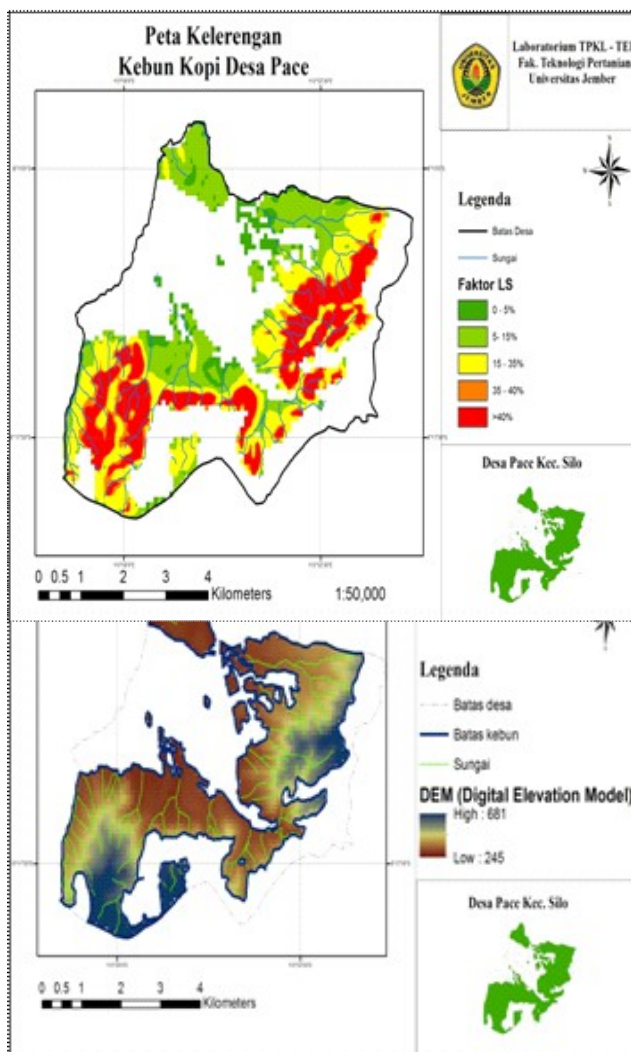 Peta Kelerengan
Kebun Kopi Desa Pace
Laboratorium TPKL - TEP
Fak. Teknologi Pertanian
Universitas Jember
UNIVERSITAS
JEMBER
Legenda
Batas Desa
Sungai
Faktor LS
0 - 5%
5- 15%
15 - 35%
35 - 40%
>40%
Desa Pace Kec. Silo
0 0.5 1 2 3 4
Kilometers
1:50,000
Legenda
Batas desa
Batas kebun
Sungai
DEM (Digital Elevation Model)
High : 681
Low : 245
Desa Pace Kec. Silo
0 0.5 1 2 3 4
Kilometers